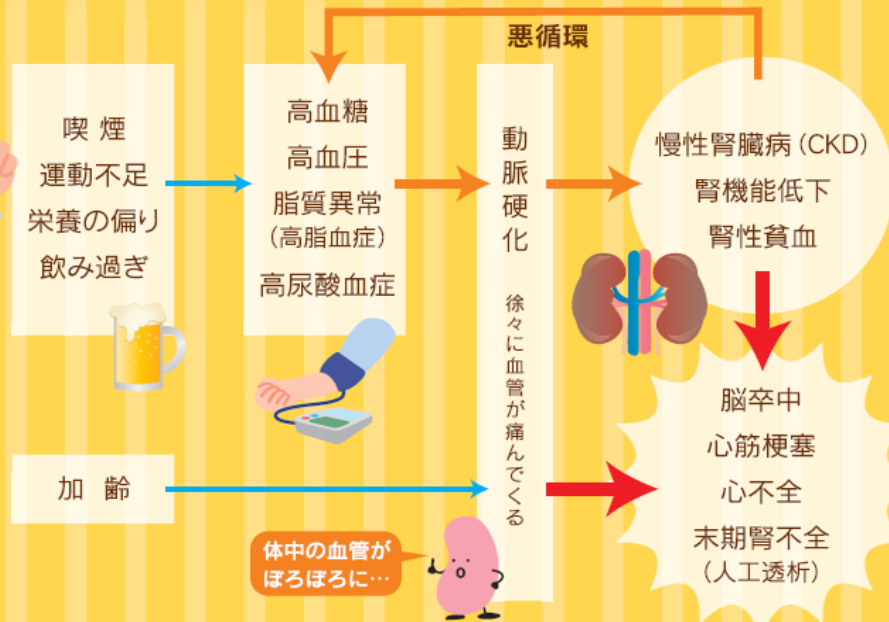 悪循環
喫煙
運動不足
栄養の偏り
飲み過ぎ
高血糖
高血圧
脂質異常
（高脂血症）
高尿酸血症
動脈硬化 徐々に血管が痛んでくる
慢性腎臓病（CKD）
腎機能低下
腎性貧血
脳卒中
心筋梗塞
心不全
末期腎不全
（人工透析）
加齢
体中の血管が
ぼろぼろに…